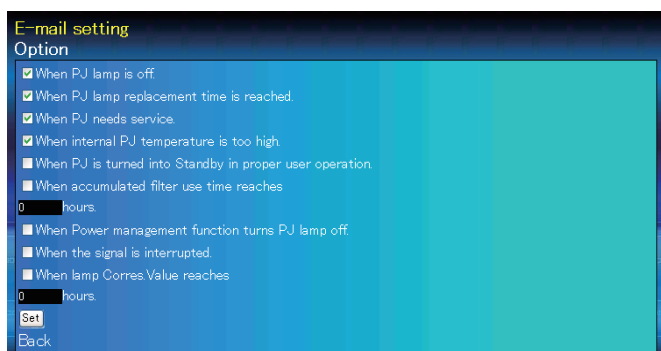 E-mail setting
Option
When PJ lamp is off.
When PJ lamp replacement time is reached.
When PJ needs service.
When internal PJ temperature is too high.
When PJ is turned into Standby in proper user operation.
When accumulated filter use time reaches
0 hours.
When Power management function turns PJ lamp off.
When the signal is interrupted.
When lamp Corres.Value reaches
0 hours.
Set
Back